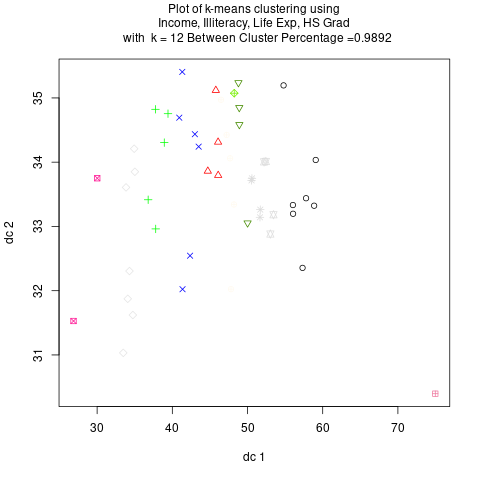 Plot of k-means clustering using
Income, Illiteracy, Life Exp, HS Grad
with k = 12 Between Cluster Percentage =0.9892
35
34
33
32
31
dc 2
30 40 50 60 70
dc 1